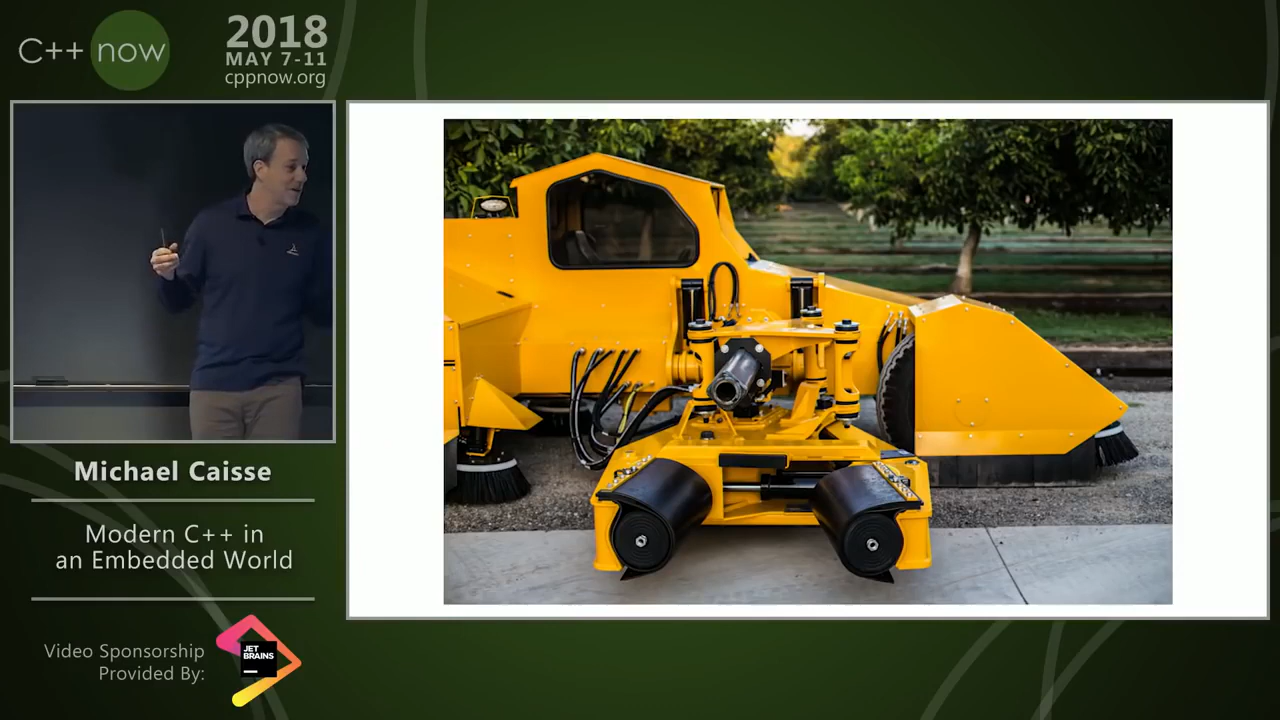 C++ now
2018
MAY 7-11
cppnow.org
Michael Caisse
Modern C++ in
an Embedded World
Video Sponsorship
Provided By:
JET
BRAINS